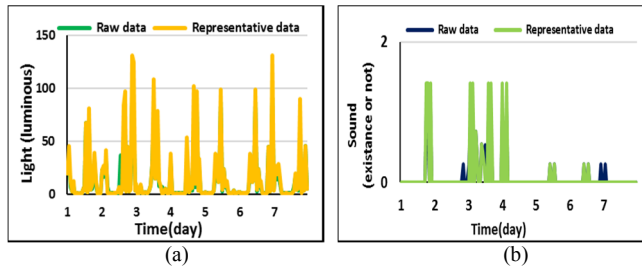 Raw data Representative data
150
100
50
0
Light (luminous)
1 2 3 4 5 6 7
Time(day)
(a)
Raw data Representative data
2
0
Sound
(existance or not)
1 2 3 4 5 6 7
Time(day)
(b)